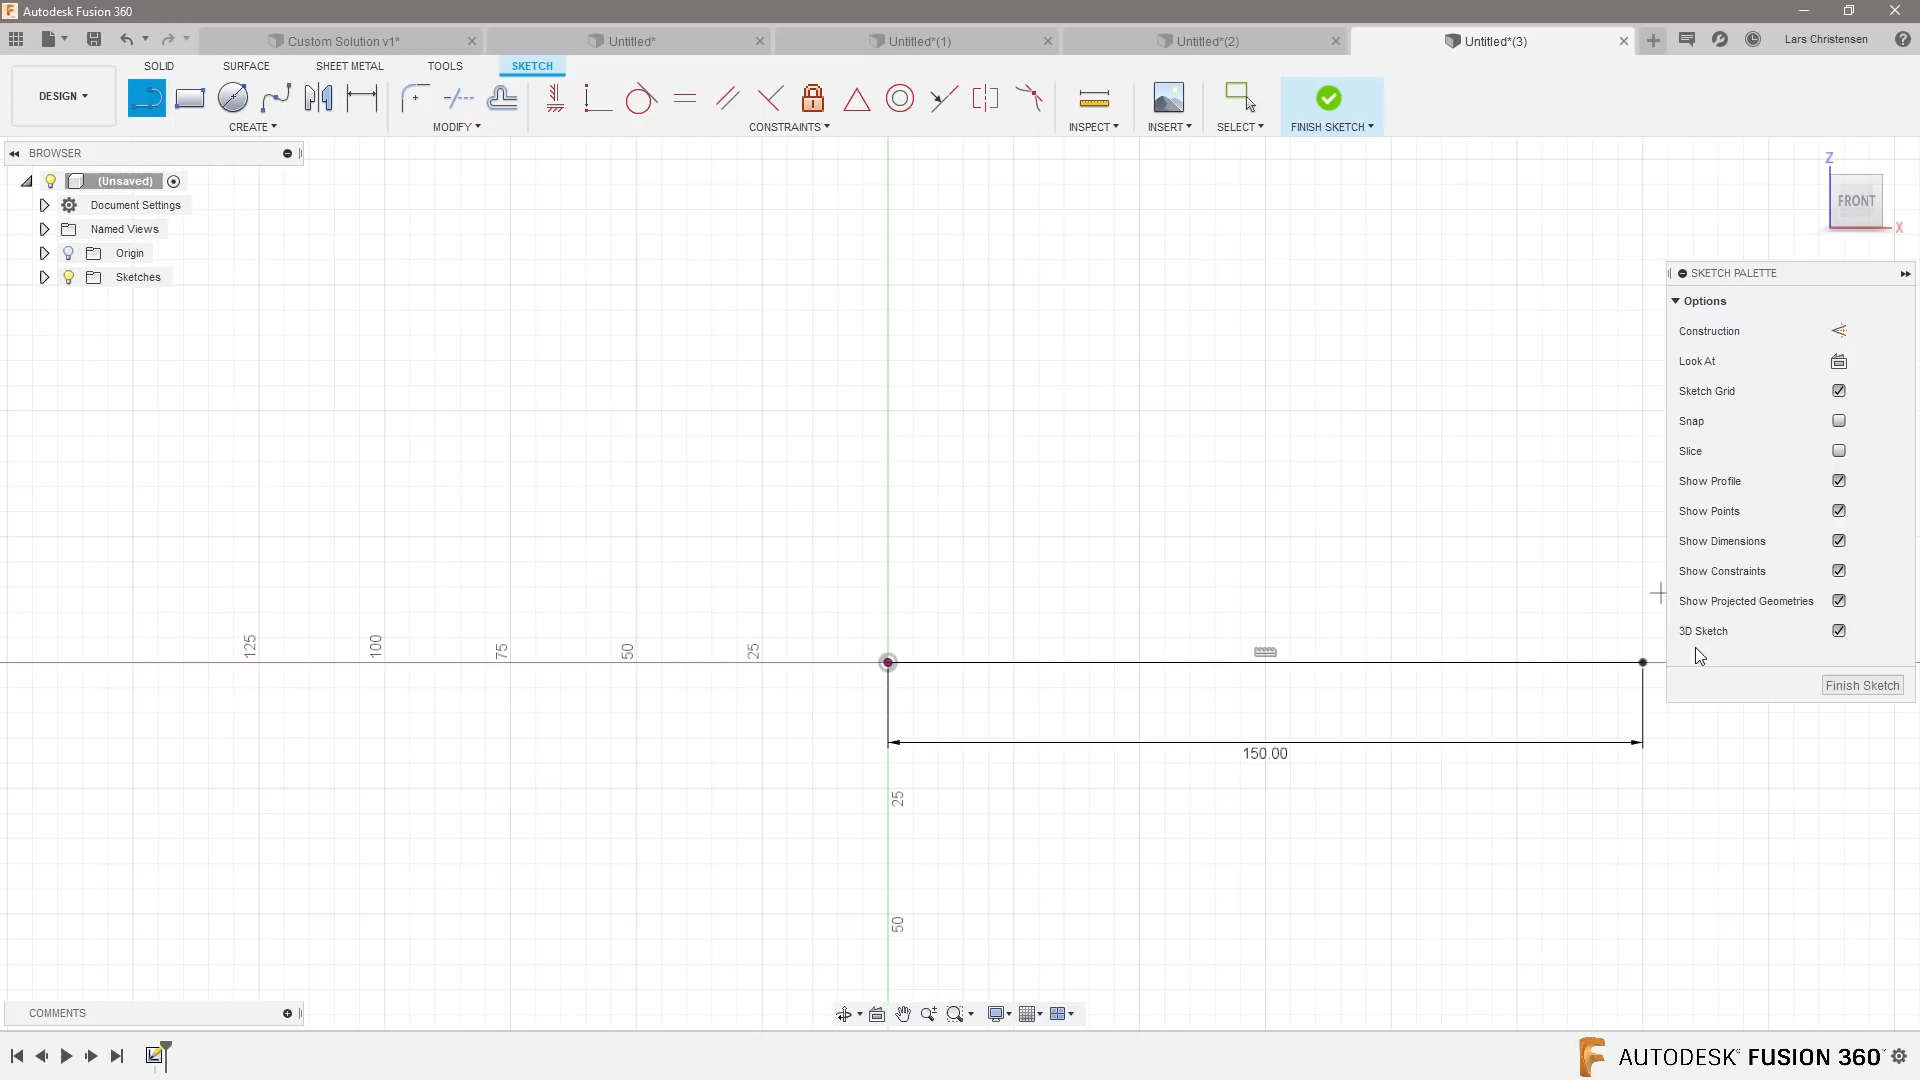 Autodesk Fusion 360
Custom Solution v1*
Untitled*
Untitled*(1)
Untitled*(2)
Untitled*(3)
Lars Christensen
DESIGN
SOLID
SURFACE
SHEET METAL
TOOLS
SKETCH
CREATE
MODIFY
CONSTRAINTS
INSPECT
INSERT
SELECT
FINISH SKETCH
BROWSER
(Unsaved)
Document Settings
Named Views
Origin
Sketches
Z
FRONT
X
SKETCH PALETTE
Options
Construction
Look At
Sketch Grid
Snap
Slice
Show Profile
Show Points
Show Dimensions
Show Constraints
Show Projected Geometries
3D Sketch
Finish Sketch
125
100
75
50
25
150.00
25
50
COMMENTS
AUTODESK FUSION 360